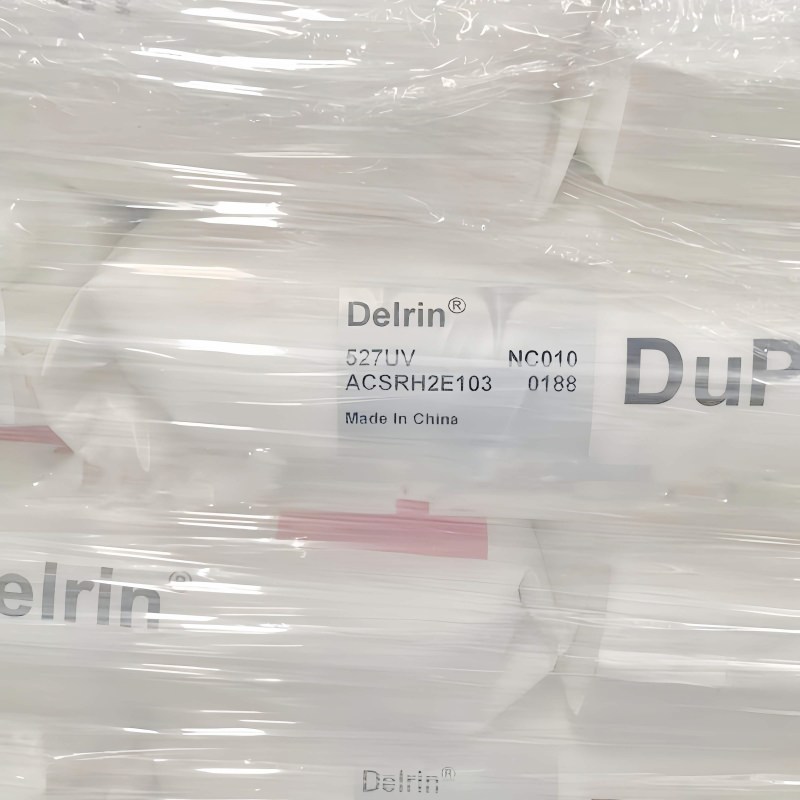 Delrin®
527UV NC010
ACSRH2E103 0188
Made In China
DuP
elrin®
Delrin®